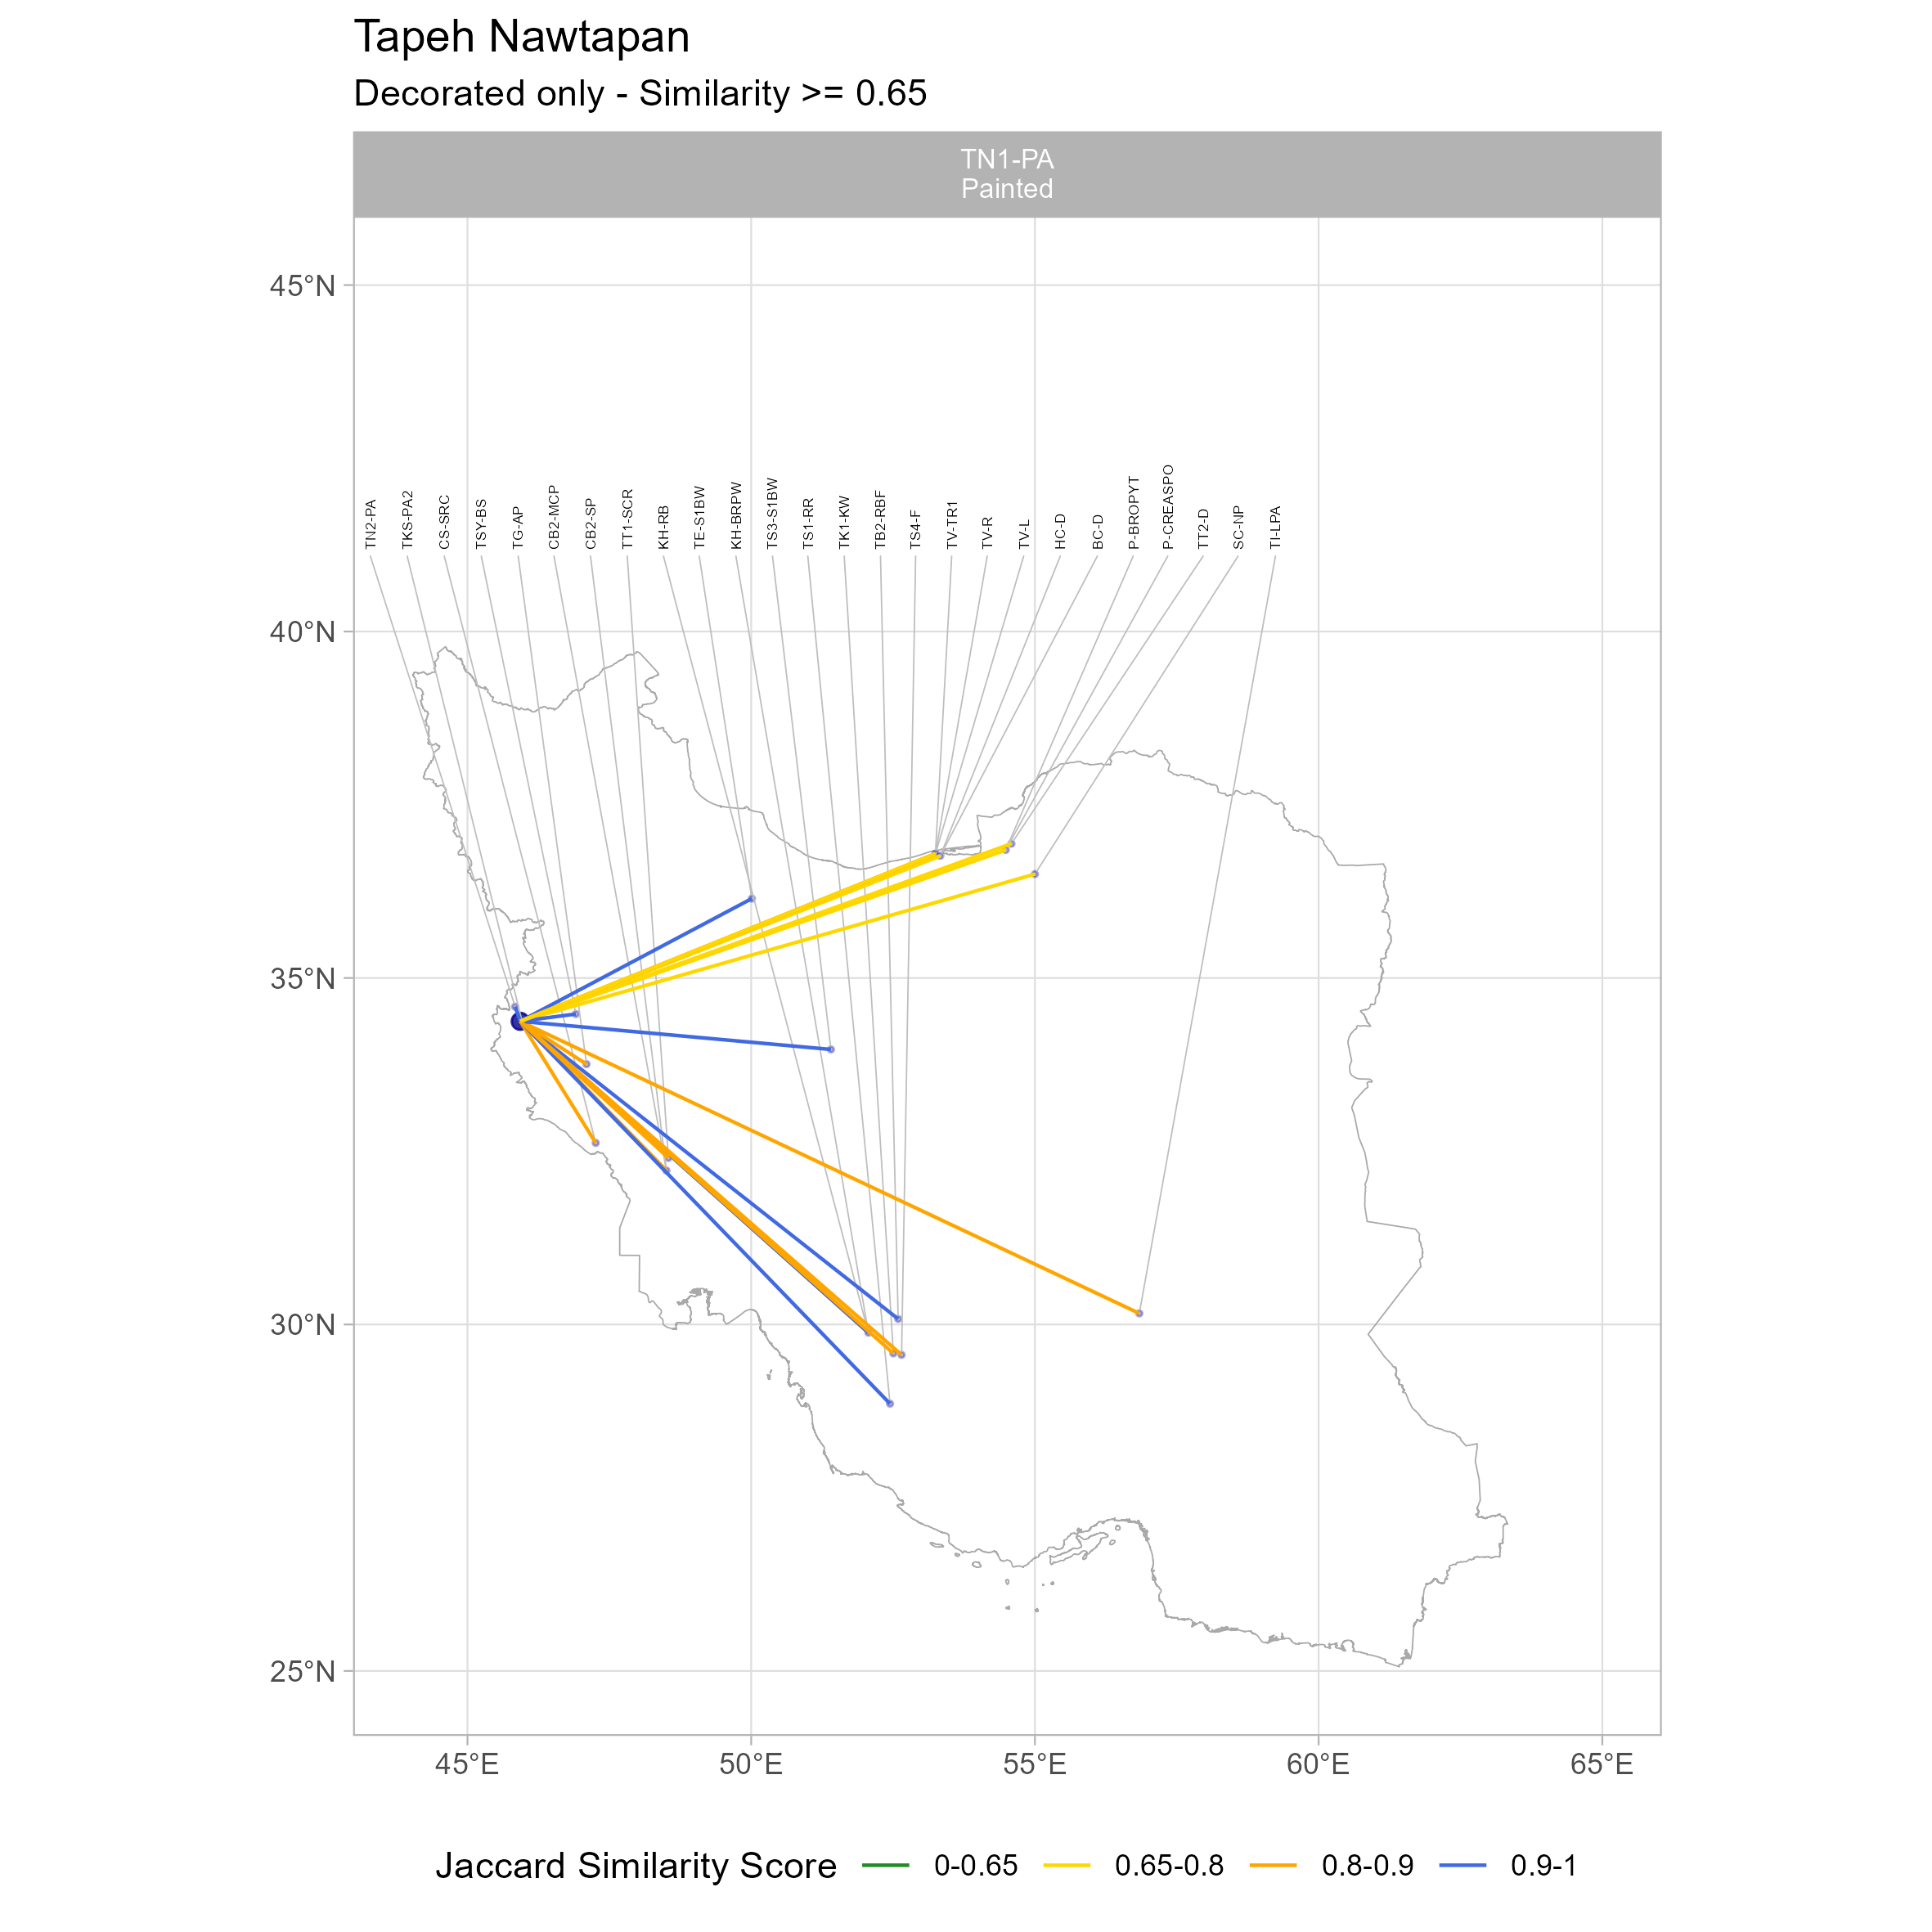 Tapeh Nawtapan
Decorated only - Similarity >= 0.65
TN1-PA
Painted
45°N
40°N
35°N
30°N
25°N
TN2-PA
TKS-PA2
CS-SRC
TSY-BS
TG-AP
CB2-MCP
CB2-SP
TT1-SCR
KH-RB
TE-S1BW
KH-BRPW
TS3-S1BW
TS1-RR
TK1-KW
TB2-RBF
TS4-F
TV-TR1
TV-R
TV-L
HC-D
BC-D
P-BROPYT
P-CREASPO
TT2-D
SC-NP
TI-LPA
45°E 50°E 55°E 60°E 65°E
Jaccard Similarity Score 0-0.65 0.65-0.8 0.8-0.9 0.9-1